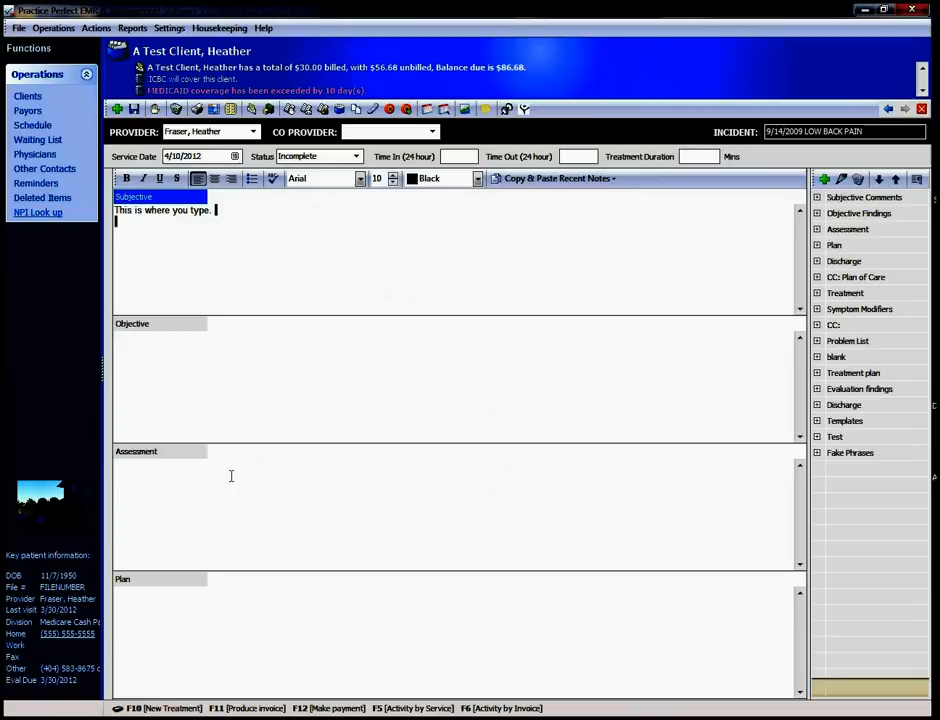 Practice Perfect EMR
File Operations Actions Reports Settings Housekeeping Help
Functions
Operations
Clients
Payors
Schedule
Waiting List
Physicians
Other Contacts
Reminders
Deleted Items
NPI Look up
A Test Client, Heather
A Test Client, Heather has a total of $30.00 billed, with $56.68 unbilled, Balance due is $86.68.
ICBC will cover this client.
MEDICAID coverage has been exceeded by 10 day(s).
PROVIDER: Fraser, Heather CO PROVIDER: INCIDENT: 9/14/2009 LOW BACK PAIN
Service Date 4/10/2012 Status Incomplete Time In (24 hour) Time Out (24 hour) Treatment Duration Mins
B I U S Arial 10 Black Copy & Paste Recent Notes
Subjective
This is where you type.
Objective
Assessment
Plan
Subjective Comments
Objective Findings
Assessment
Plan
Discharge
CC: Plan of Care
Treatment
Symptom Modifiers
CC:
Problem List
blank
Treatment plan
Evaluation findings
Discharge
Templates
Test
Fake Phrases
Key patient information:
DOB 11/7/1950
File # FILENUMBER
Provider Fraser, Heather
Last visit 3/30/2012
Division Medicare Cash Pa
Home (555) 555-5555
Work
Fax
Other (404) 583-8675 c
Eval Due 3/30/2012
F10 [New Treatment] F11 [Produce invoice] F12 [Make payment] F5 [Activity by Service] F6 [Activity by Invoice]